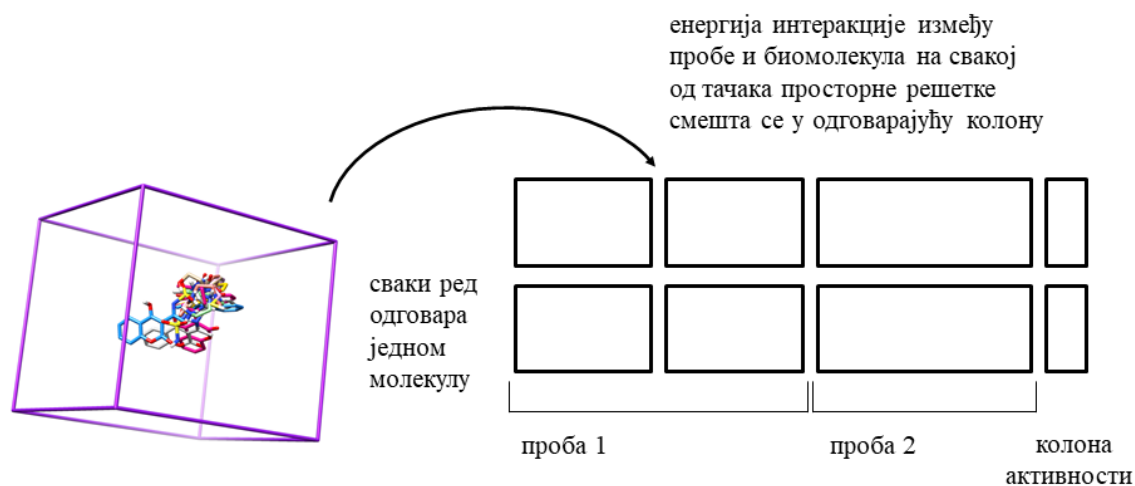 енергија интеракције између
пробе и биомолекула на свакој
од тачака просторне решетке
смешта се у одговарајућу колону
сваки ред
одговара
једном
молекулу
проба 1
проба 2
колона
активности